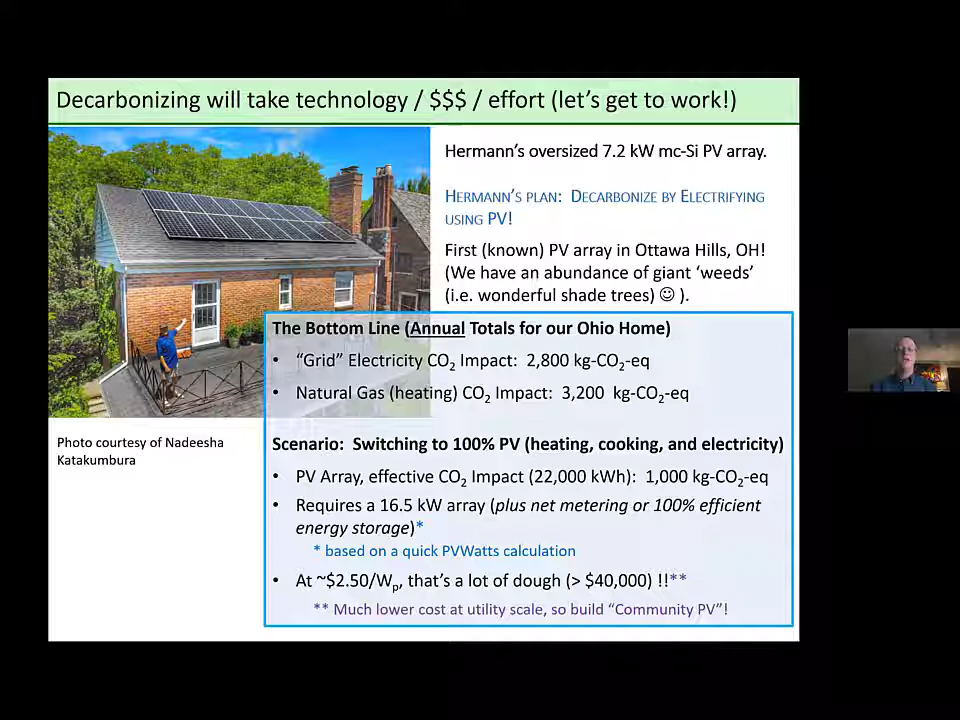 Decarbonizing will take technology / $$$ / effort (let's get to work!)
Hermann's oversized 7.2 kW mc-Si PV array.
HERMANN'S PLAN: DECARBONIZE BY ELECTRIFYING
USING PV!
First (known) PV array in Ottawa Hills, OH!
(We have an abundance of giant 'weeds'
(i.e. wonderful shade trees) ☺ ).
The Bottom Line (Annual Totals for our Ohio Home)
• "Grid" Electricity CO₂ Impact: 2,800 kg-CO₂-eq
• Natural Gas (heating) CO₂ Impact: 3,200 kg-CO₂-eq
Photo courtesy of Nadeesha
Katakumbura
Scenario: Switching to 100% PV (heating, cooking, and electricity)
• PV Array, effective CO₂ Impact (22,000 kWh): 1,000 kg-CO₂-eq
• Requires a 16.5 kW array (plus net metering or 100% efficient
energy storage)*
* based on a quick PVWatts calculation
• At ~$2.50/Wₚ, that's a lot of dough (> $40,000) !!**
** Much lower cost at utility scale, so build "Community PV"!